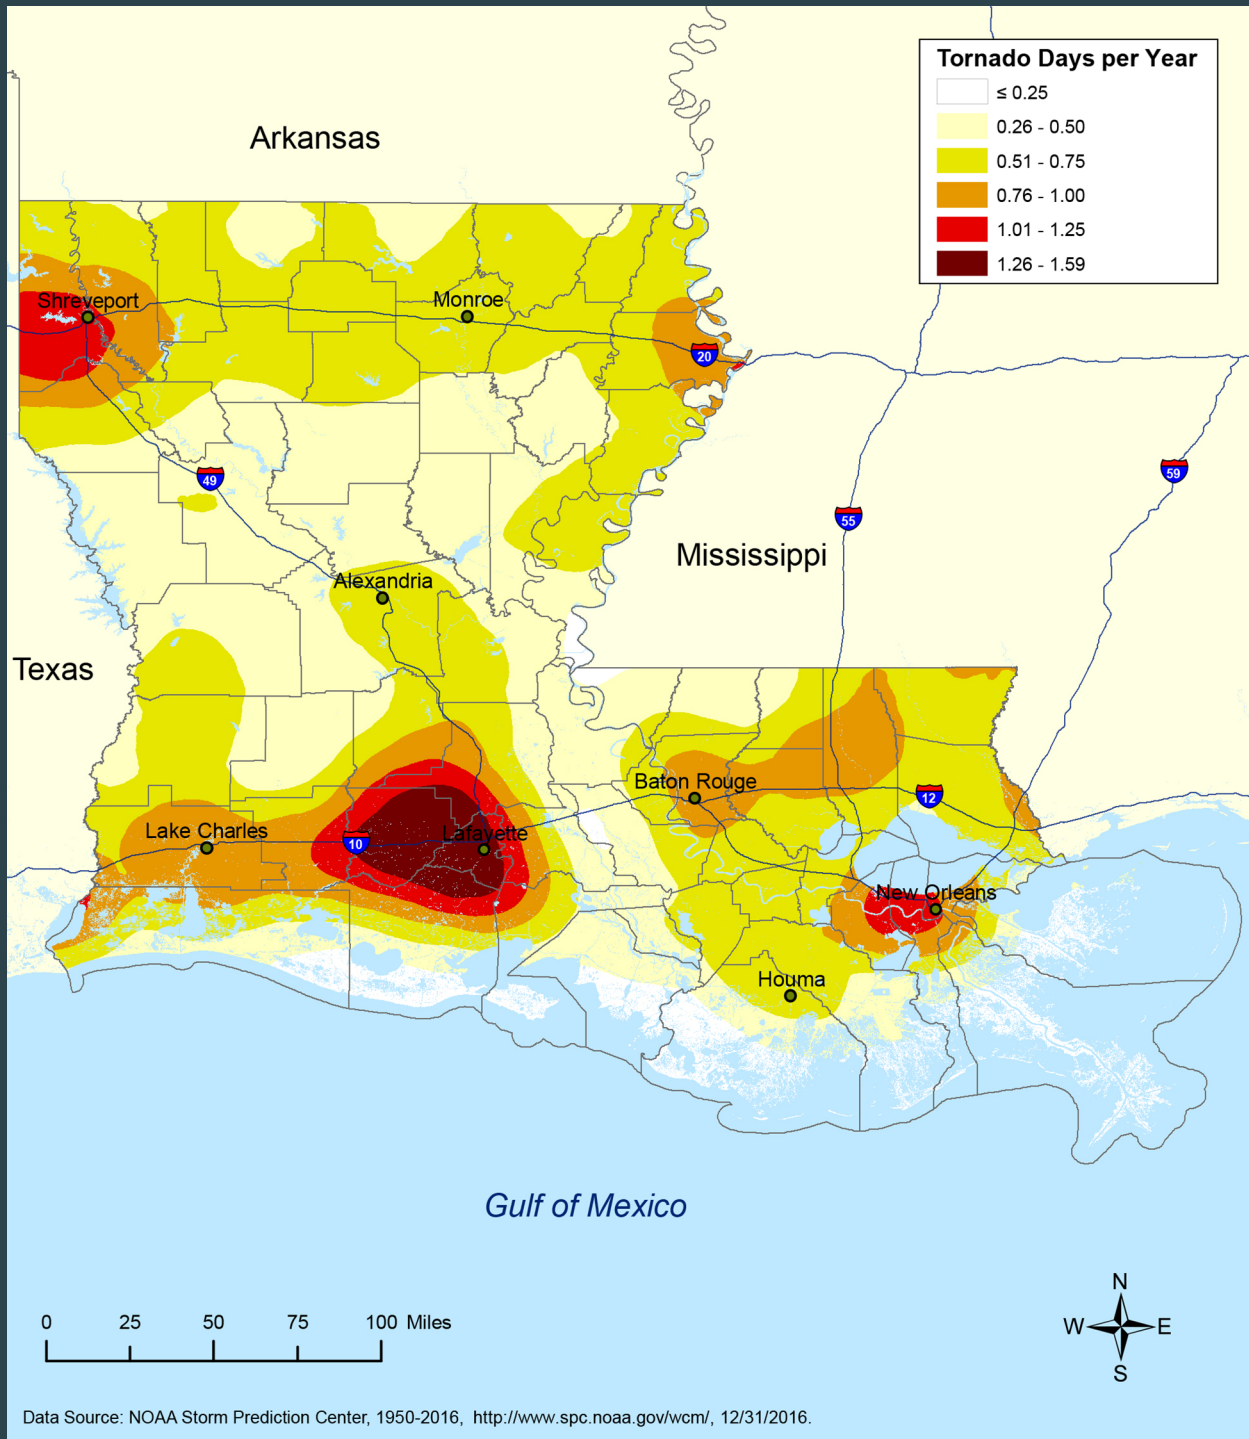 Tornado Days per Year
≤ 0.25
0.26 - 0.50
0.51 - 0.75
0.76 - 1.00
1.01 - 1.25
1.26 - 1.59
Arkansas
Shreveport
Monroe
20
49
59
55
Mississippi
Alexandria
Texas
Baton Rouge
12
Lake Charles
10
Lafayette
New Orleans
Houma
Gulf of Mexico
N
W E
S
0 25 50 75 100 Miles
Data Source: NOAA Storm Prediction Center, 1950-2016, http://www.spc.noaa.gov/wcm/, 12/31/2016.